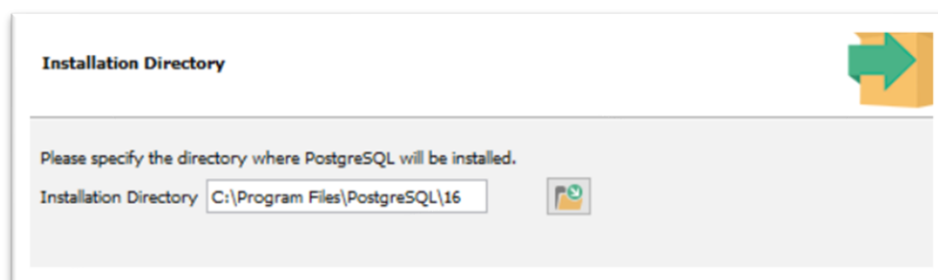 Installation Directory
Please specify the directory where PostgreSQL will be installed.
Installation Directory C:\Program Files\PostgreSQL\16